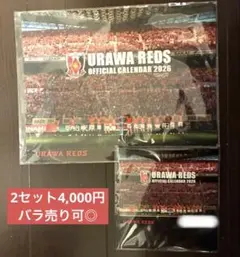 URAWA REDS
OFFICIAL CALENDAR 2026
URAWA REDS
URAWA REDS
OFFICIAL CALENDAR 2026
2セット4,000円
バラ売り可◎